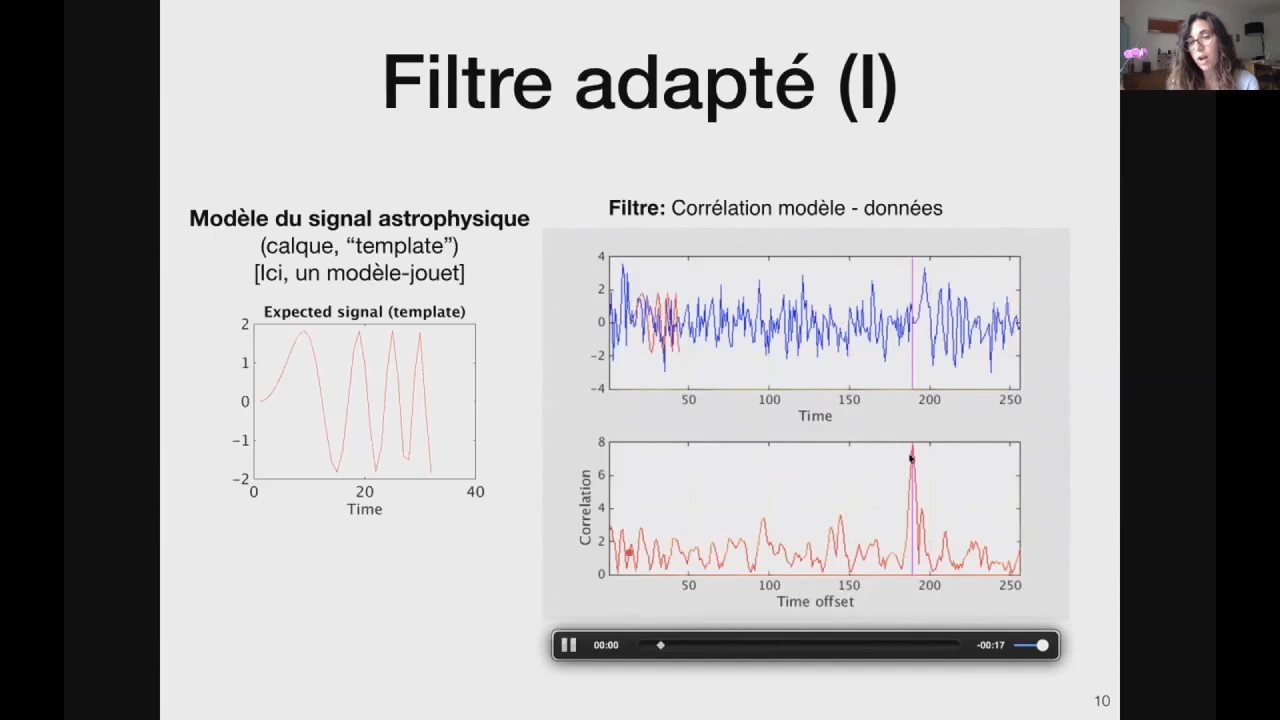 Filtre adapté (I)
Modèle du signal astrophysique
(calque, “template”)
[Ici, un modèle-jouet]
Expected signal (template)
2
1
0
−1
−2
0 20 40
Time
Filtre: Corrélation modèle - données
4
2
0
−2
−4
50 100 150 200 250
Time
8
6
4
2
0
Correlation
50 100 150 200 250
Time offset
00:00 -00:17
10